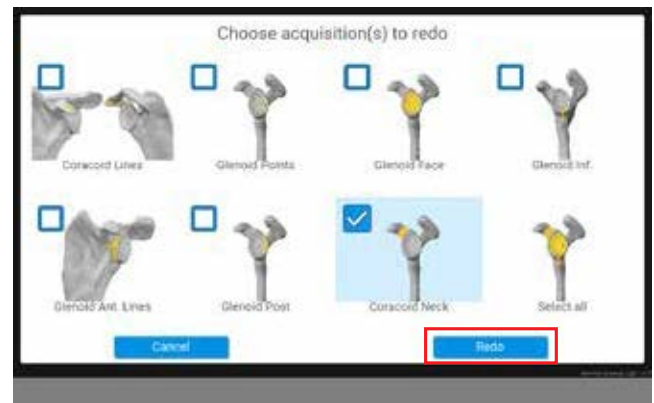 Choose acquisition(s) to redo
Coracoid Lines
Glenoid Points
Glenoid Face
Glenoid Inf.
Glenoid Ant. Lines
Glenoid Post
Coracoid Neck
Select all
Cancel
Redo